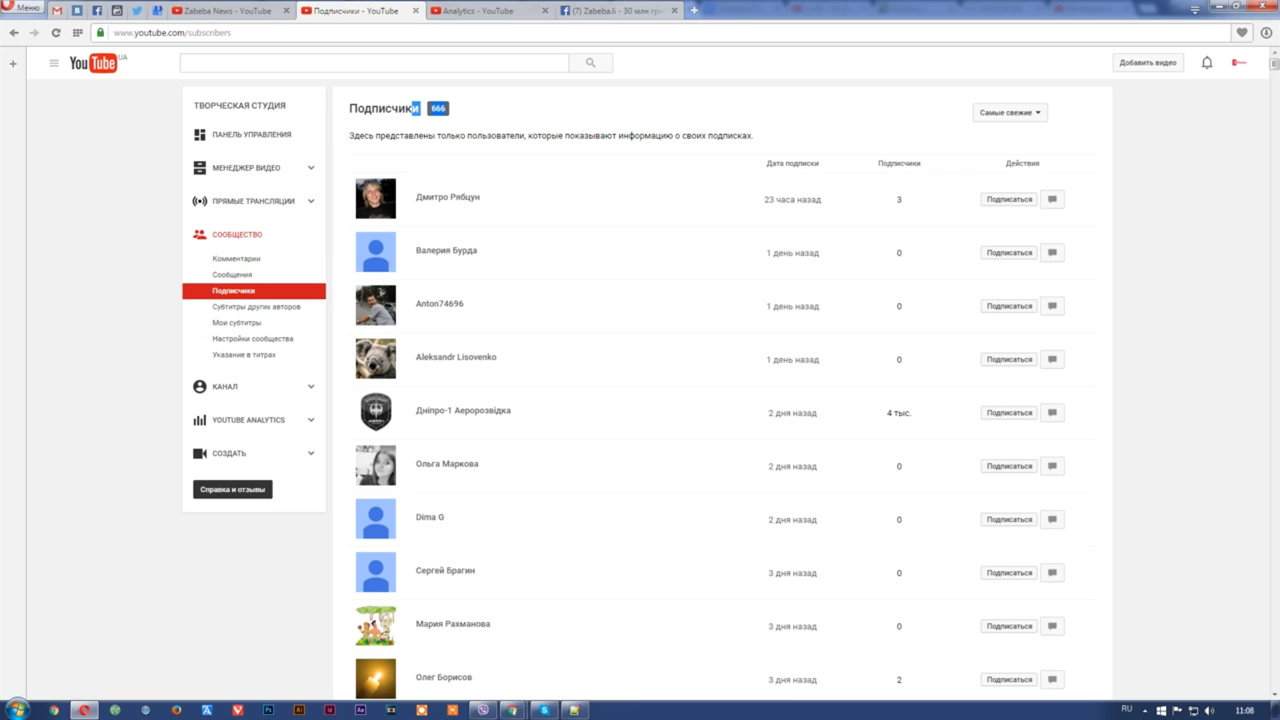 Меню
Zabeba News - YouTube
Подписчики - YouTube
Analytics - YouTube
(7) Zabeba.li - 30 млн грн
www.youtube.com/subscribers
YouTube UA
Добавить видео
ТВОРЧЕСКАЯ СТУДИЯ
ПАНЕЛЬ УПРАВЛЕНИЯ
МЕНЕДЖЕР ВИДЕО
ПРЯМЫЕ ТРАНСЛЯЦИИ
СООБЩЕСТВО
Комментарии
Сообщения
Подписчики
Субтитры других авторов
Мои субтитры
Настройки сообщества
Указание в титрах
КАНАЛ
YOUTUBE ANALYTICS
СОЗДАТЬ
Справка и отзывы
Подписчики 666
Самые свежие
Здесь представлены только пользователи, которые показывают информацию о своих подписках.
Дата подписки Подписчики Действия
Дмитро Рябцун 23 часа назад 3 Подписаться
Валерия Бурда 1 день назад 0 Подписаться
Anton74696 1 день назад 0 Подписаться
Aleksandr Lisovenko 1 день назад 0 Подписаться
Дніпро-1 Аеророзвідка 2 дня назад 4 тыс. Подписаться
Ольга Маркова 2 дня назад 0 Подписаться
Dima G 2 дня назад 0 Подписаться
Сергей Брагин 3 дня назад 0 Подписаться
Мария Рахманова 3 дня назад 0 Подписаться
Олег Борисов 3 дня назад 2 Подписаться
RU 11:08